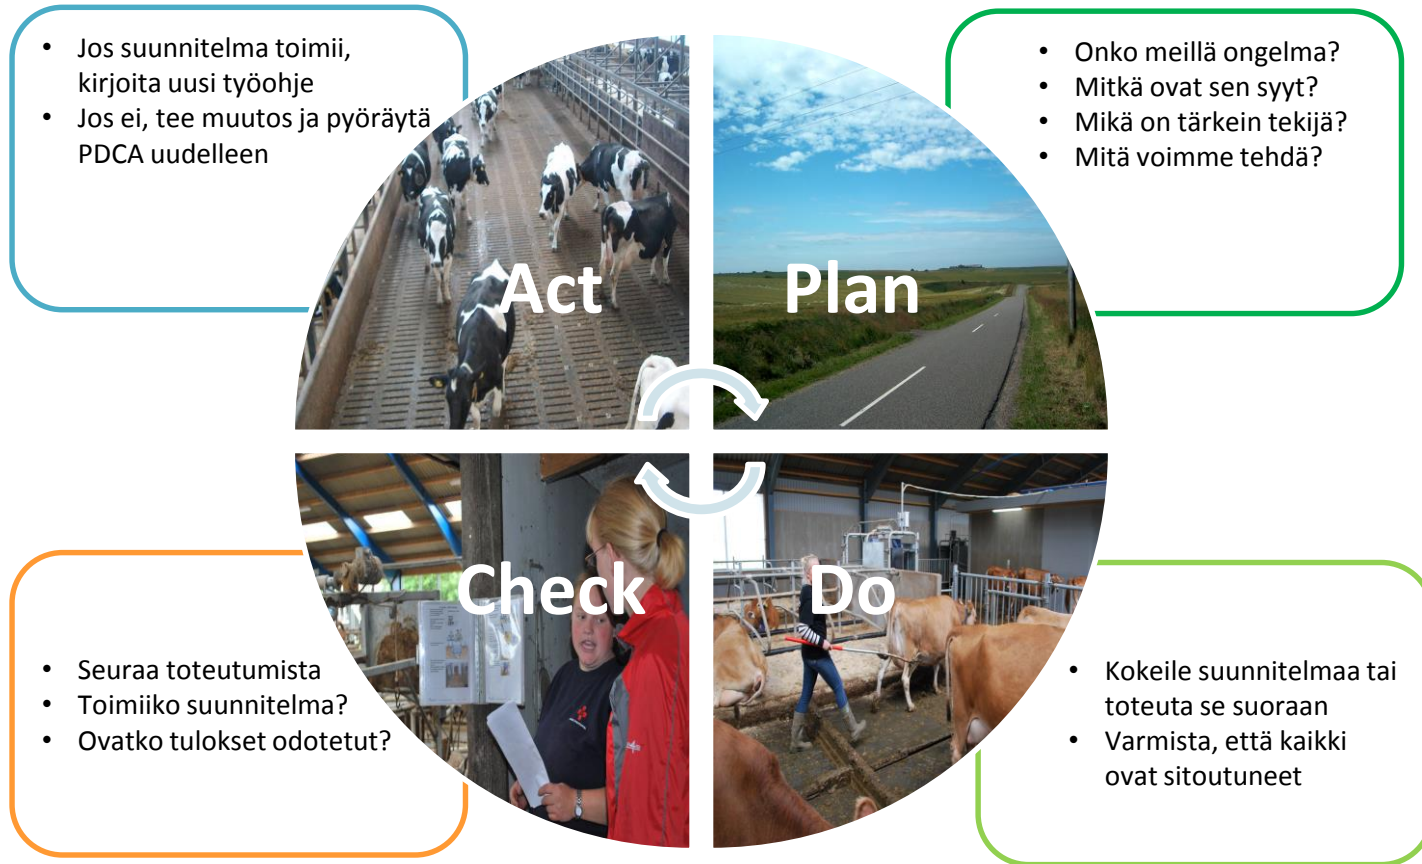 • Jos suunnitelma toimii,
kirjoita uusi työohje
• Jos ei, tee muutos ja pyöräytä
PDCA uudelleen
• Onko meillä ongelma?
• Mitkä ovat sen syyt?
• Mikä on tärkein tekijä?
• Mitä voimme tehdä?
Act
Plan
Check
Do
• Seuraa toteutumista
• Toimiiko suunnitelma?
• Ovatko tulokset odotetut?
• Kokeile suunnitelmaa tai
toteuta se suoraan
• Varmista, että kaikki
ovat sitoutuneet